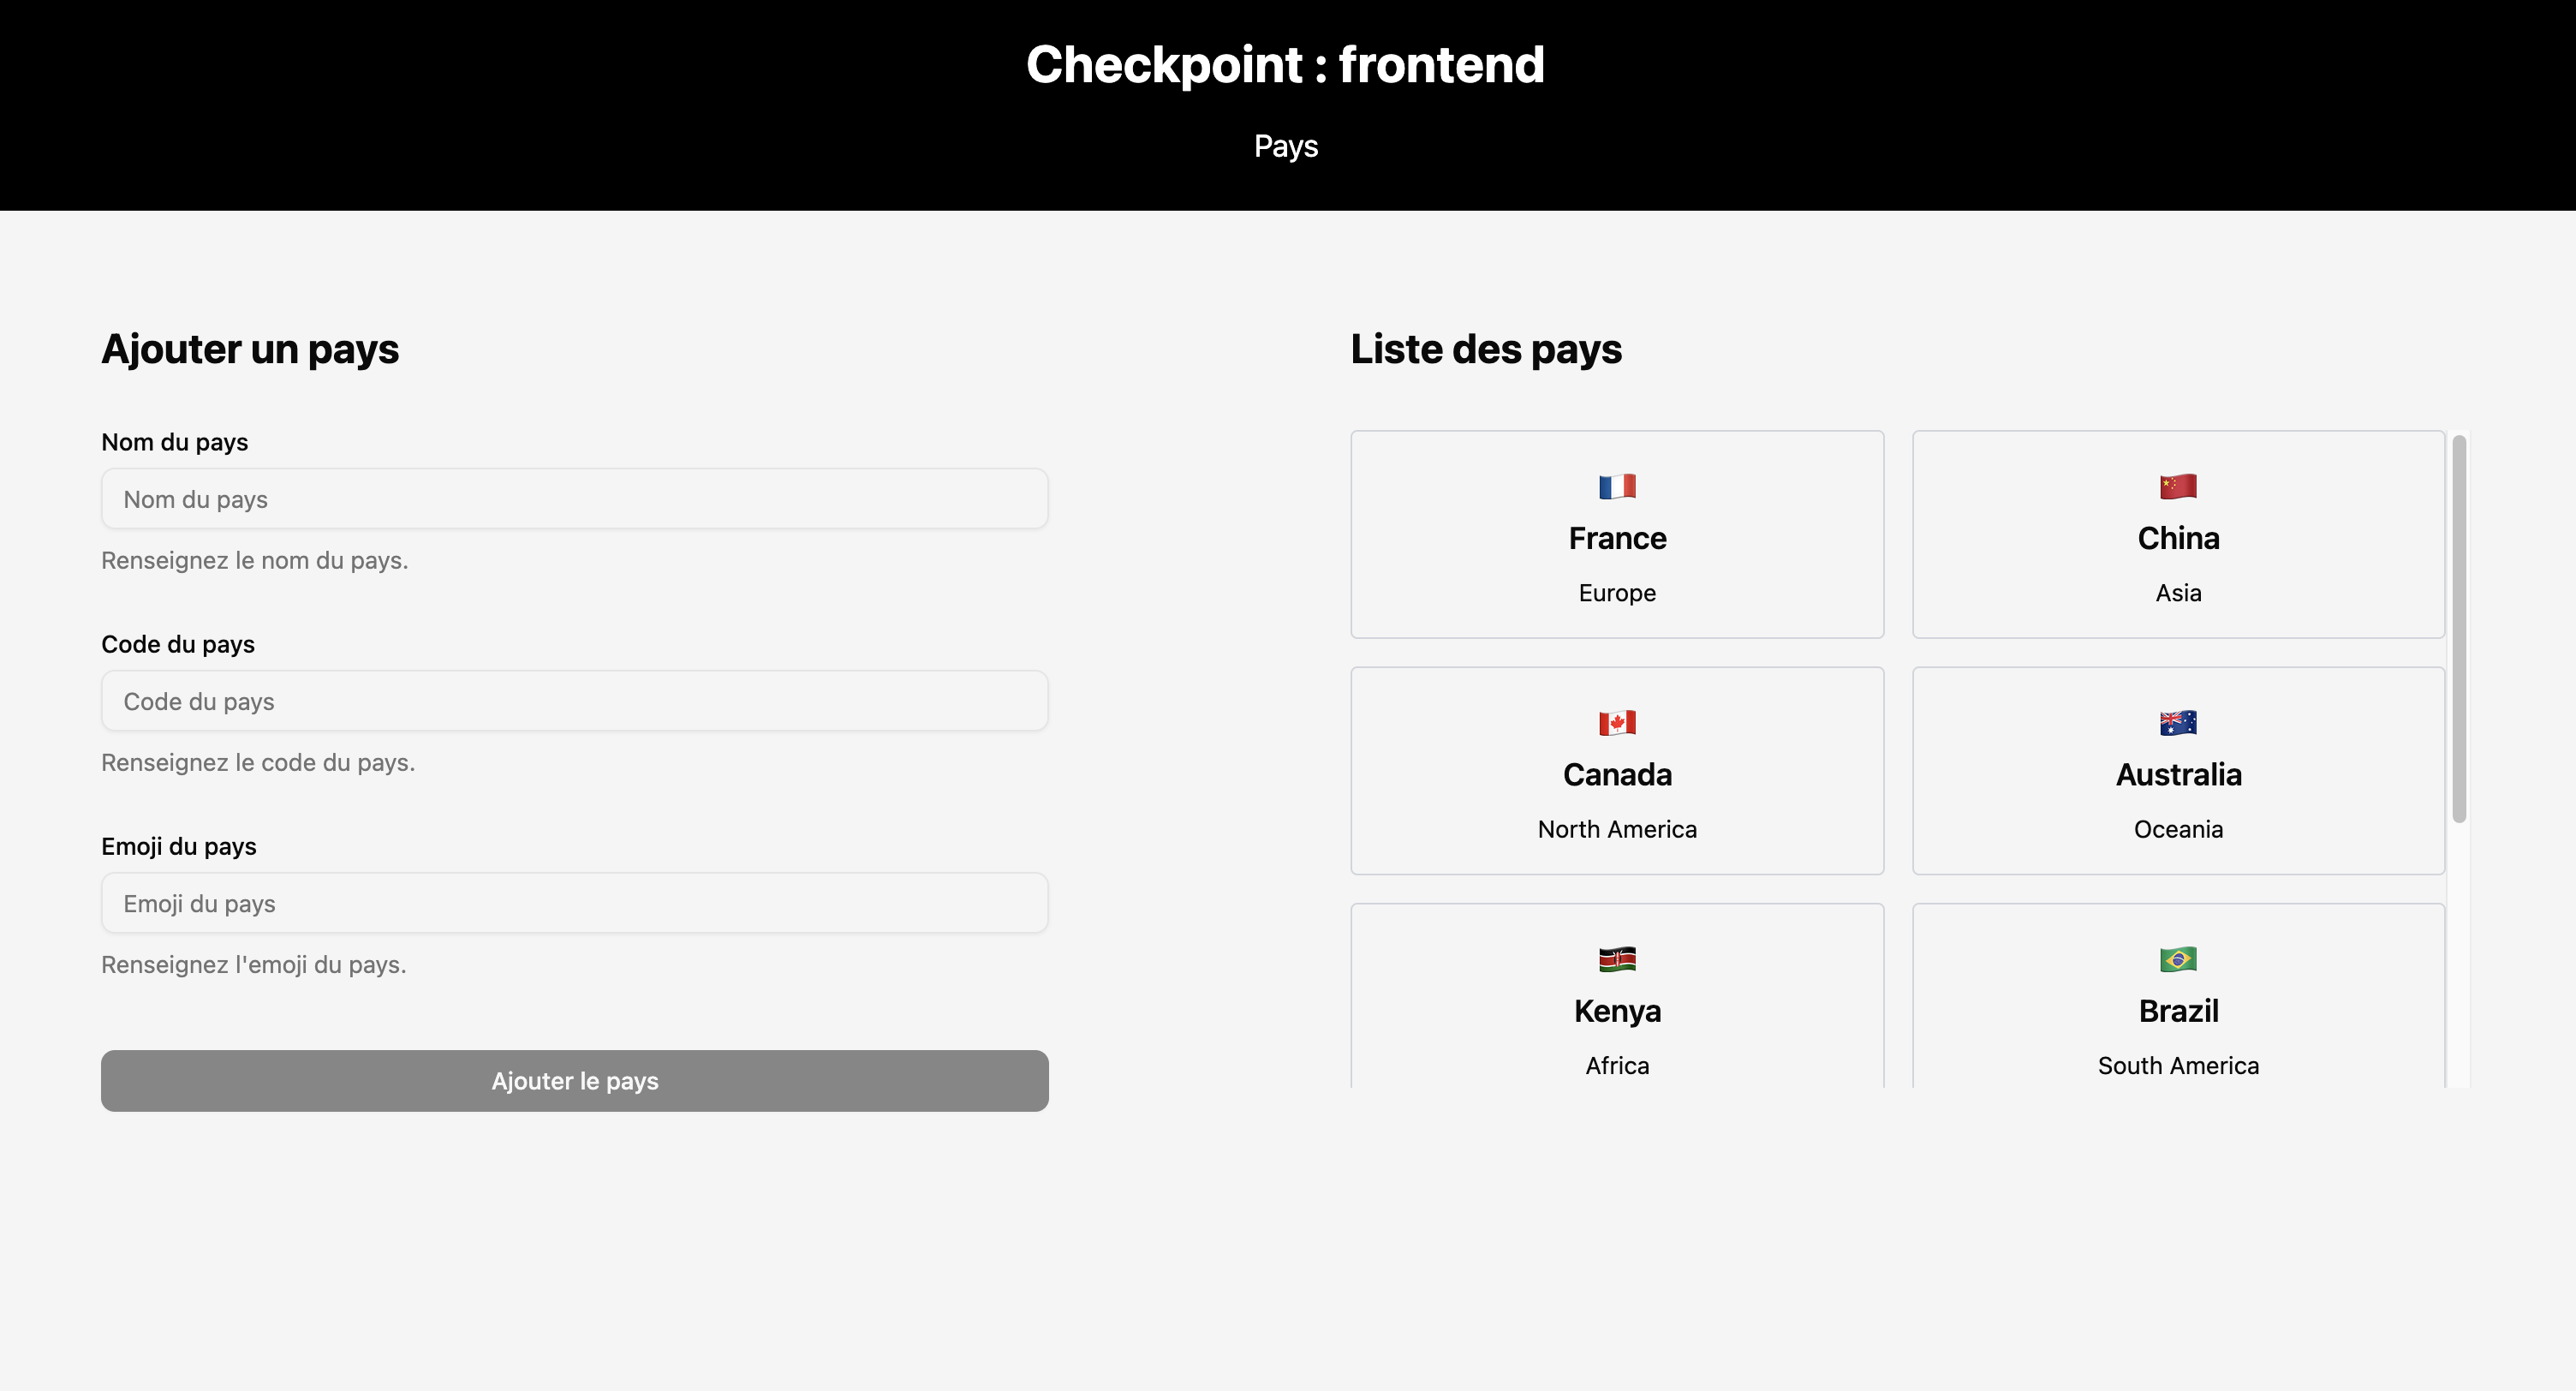 Checkpoint : frontend
Pays
Ajouter un pays
Nom du pays
Nom du pays
Renseignez le nom du pays.
Code du pays
Code du pays
Renseignez le code du pays.
Emoji du pays
Emoji du pays
Renseignez l'emoji du pays.
Ajouter le pays
Liste des pays
France
Europe
China
Asia
Canada
North America
Australia
Oceania
Kenya
Africa
Brazil
South America